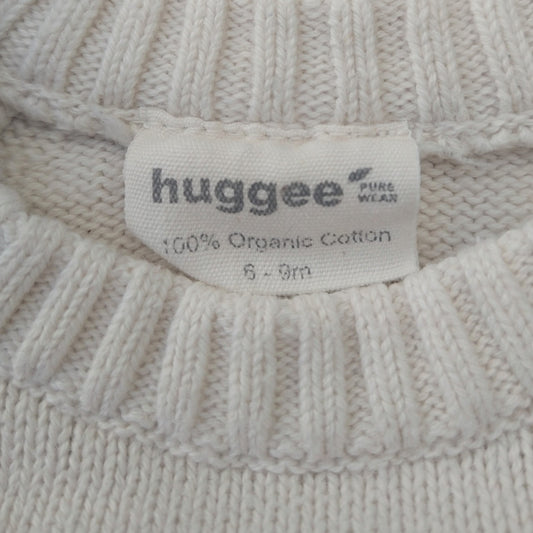 huggee PURE
WEAR
100% Organic Cotton
6 - 9m